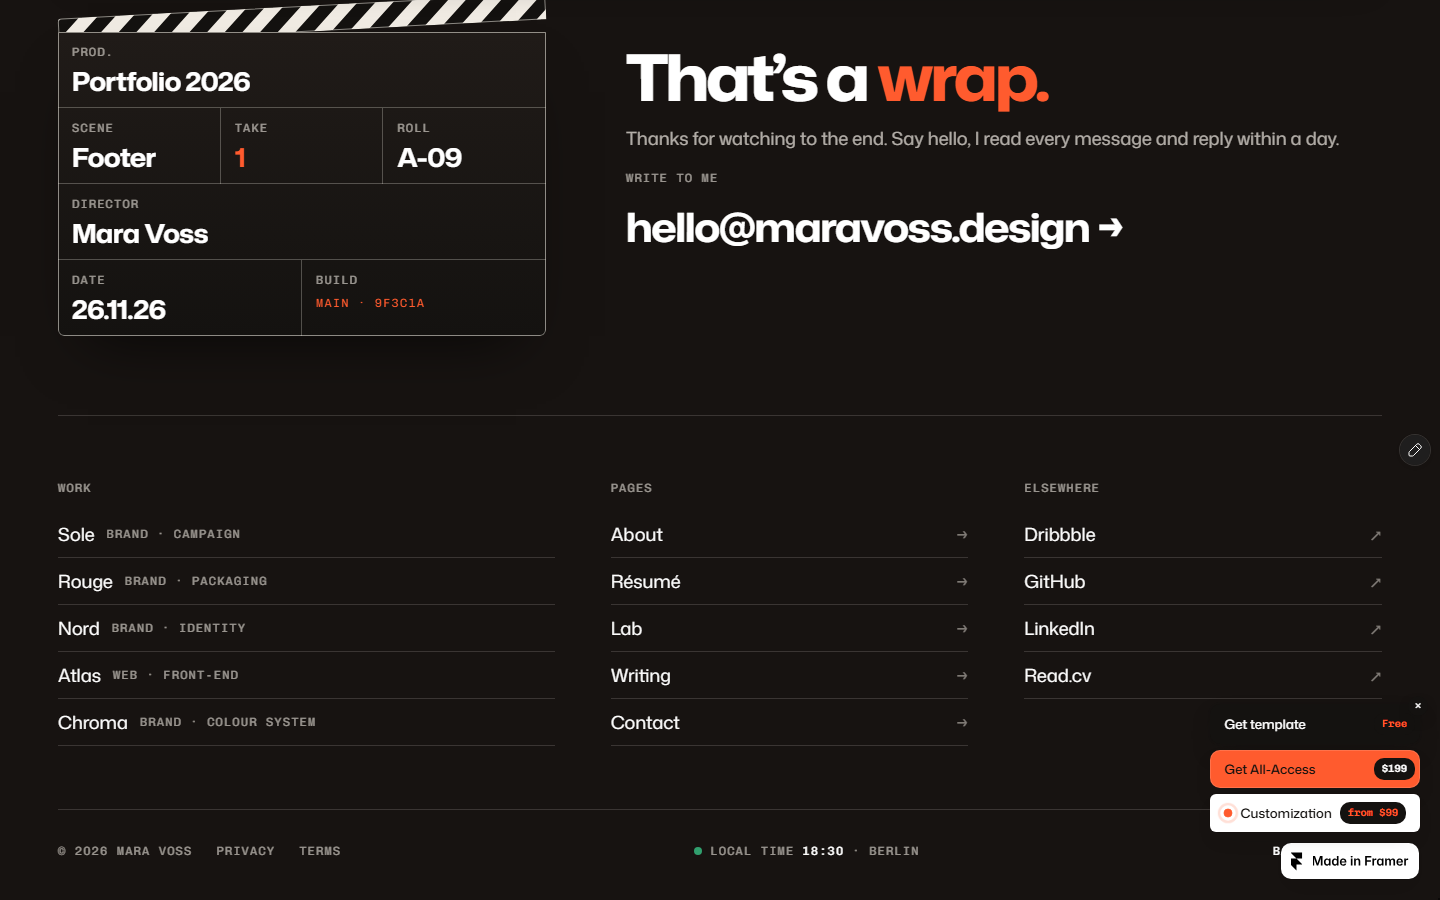 PROD.
Portfolio 2026
SCENE TAKE ROLL
Footer 1 A-09
DIRECTOR
Mara Voss
DATE BUILD
26.11.26 MAIN · 9F3C1A
That's a wrap.
Thanks for watching to the end. Say hello, I read every message and reply within a day.
WRITE TO ME
hello@maravoss.design →
WORK
Sole BRAND · CAMPAIGN
Rouge BRAND · PACKAGING
Nord BRAND · IDENTITY
Atlas WEB · FRONT-END
Chroma BRAND · COLOUR SYSTEM
PAGES
About →
Résumé →
Lab →
Writing →
Contact →
ELSEWHERE
Dribbble ↗
GitHub ↗
LinkedIn ↗
Read.cv ↗
×
Get template Free
Get All-Access $199
Customization from $99
© 2026 MARA VOSS PRIVACY TERMS
LOCAL TIME 18:30 · BERLIN
Made in Framer